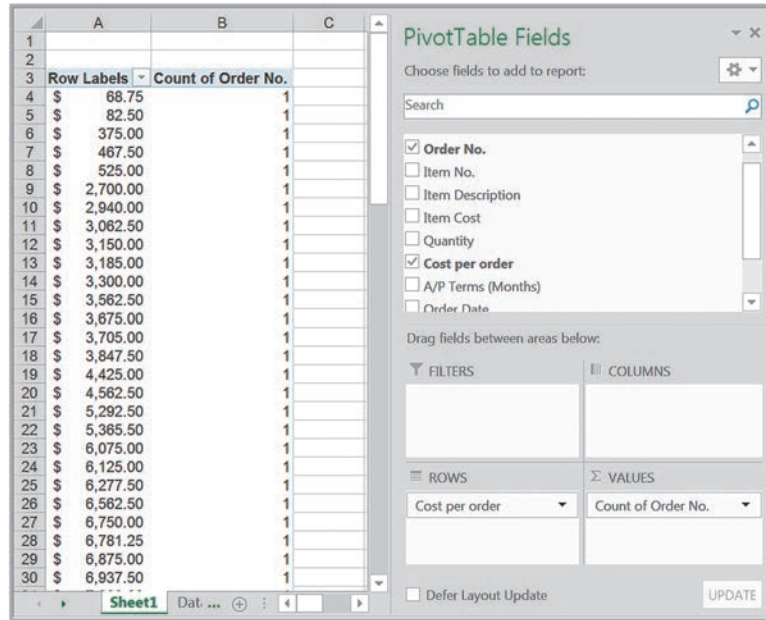 A B C
1
2
3 Row Labels Count of Order No.
4 $ 68.75 1
5 $ 82.50 1
6 $ 375.00 1
7 $ 467.50 1
8 $ 525.00 1
9 $ 2,700.00 1
10 $ 2,940.00 1
11 $ 3,062.50 1
12 $ 3,150.00 1
13 $ 3,185.00 1
14 $ 3,300.00 1
15 $ 3,562.50 1
16 $ 3,675.00 1
17 $ 3,705.00 1
18 $ 3,847.50 1
19 $ 4,425.00 1
20 $ 4,562.50 1
21 $ 5,292.50 1
22 $ 5,365.50 1
23 $ 6,075.00 1
24 $ 6,125.00 1
25 $ 6,277.50 1
26 $ 6,562.50 1
27 $ 6,750.00 1
28 $ 6,781.25 1
29 $ 6,875.00 1
30 $ 6,937.50 1
Sheet1 Dat ...
PivotTable Fields
Choose fields to add to report:
Search
Order No.
Item No.
Item Description
Item Cost
Quantity
Cost per order
A/P Terms (Months)
Order Date
Drag fields between areas below:
FILTERS COLUMNS
ROWS Σ VALUES
Cost per order Count of Order No.
Defer Layout Update UPDATE